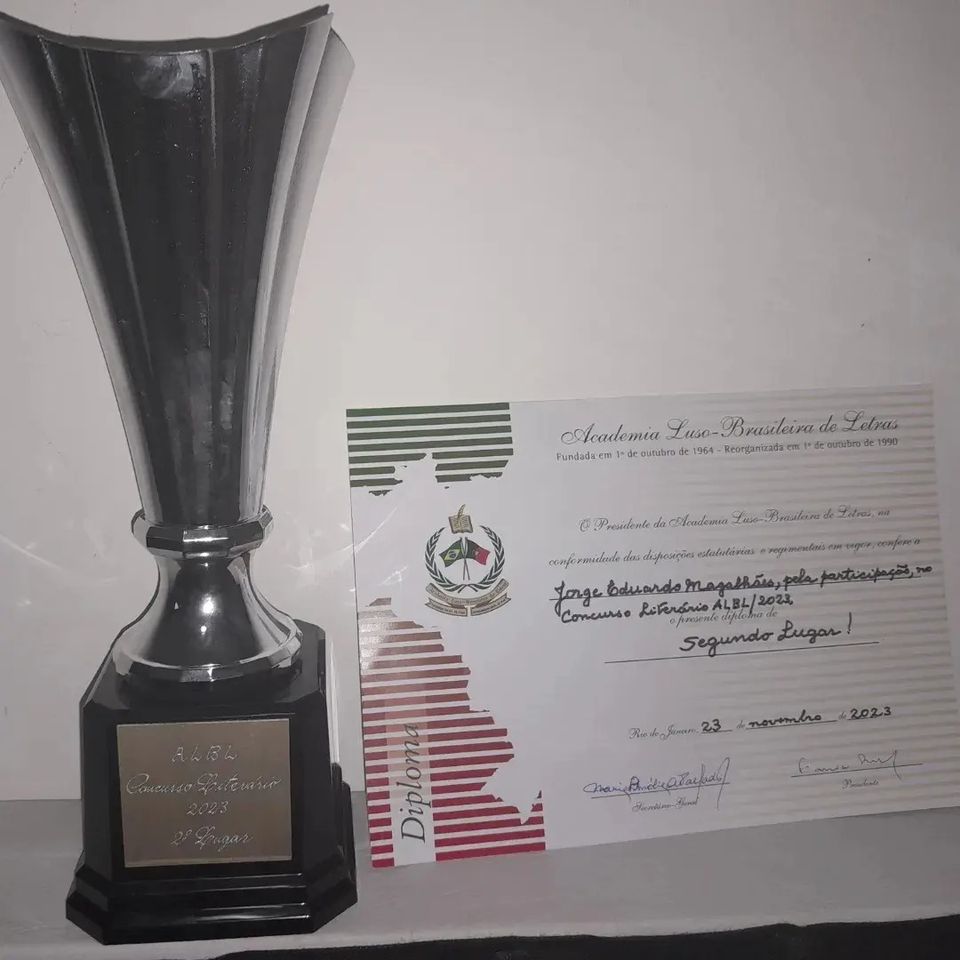 ALBL
Concurso Literário
2023
2º Lugar
Academia Luso-Brasileira de Letras
Fundada em 1º de outubro de 1964 - Reorganizada em 1º de outubro de 1990
O Presidente da Academia Luso-Brasileira de Letras, na
conformidade das disposições estatutárias e regimentais em vigor, confere a
Jorge Eduardo Magalhães, pela participação, no
Concurso Literário ALBL/2023
o presente diploma de
Segundo Lugar!
Rio de Janeiro, 23 de novembro de 2023
Secretário-Geral
Presidente
Diploma